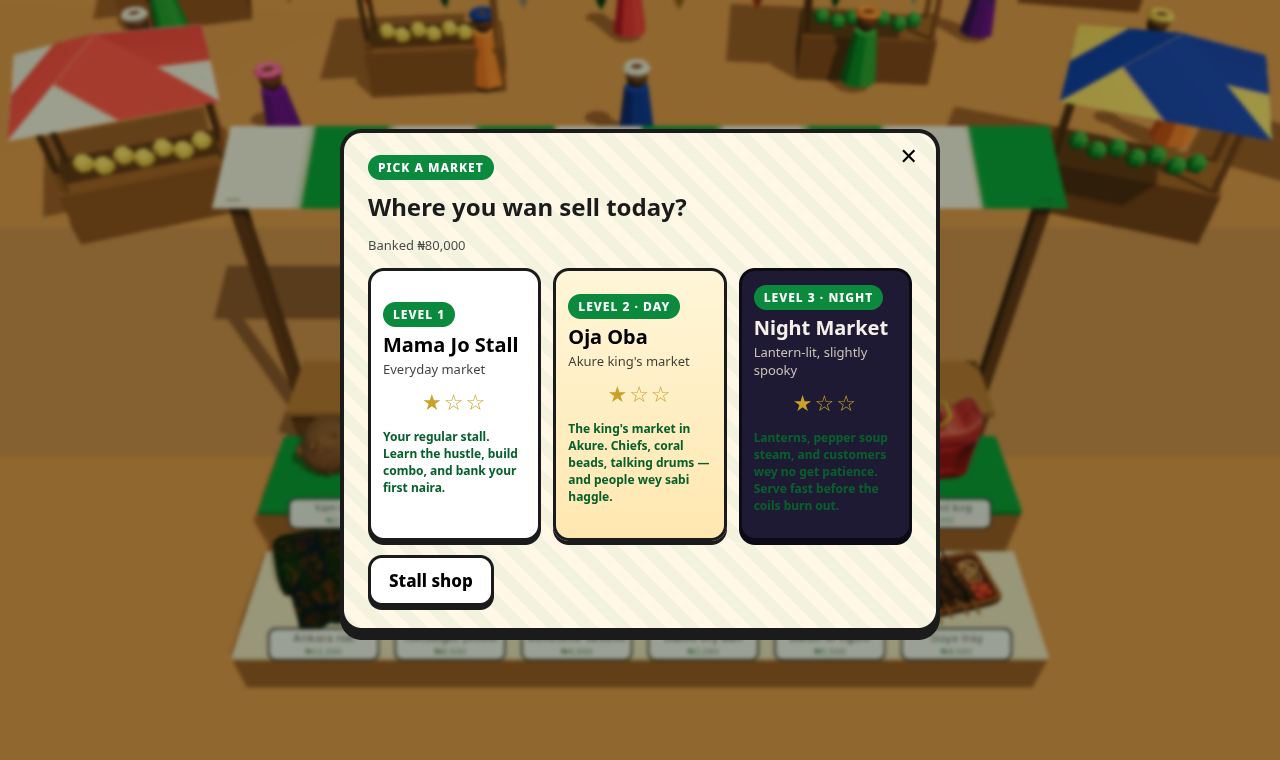 PICK A MARKET
✕
Where you wan sell today?
Banked ₦80,000
LEVEL 1
Mama Jo Stall
Everyday market
★☆☆
Your regular stall.
Learn the hustle, build
combo, and bank your
first naira.
LEVEL 2 · DAY
Oja Oba
Akure king's market
★☆☆
The king's market in
Akure. Chiefs, coral
beads, talking drums —
and people wey sabi
haggle.
LEVEL 3 · NIGHT
Night Market
Lantern-lit, slightly
spooky
★☆☆
Lanterns, pepper soup
steam, and customers
wey no get patience.
Serve fast before the
coils burn out.
Stall shop